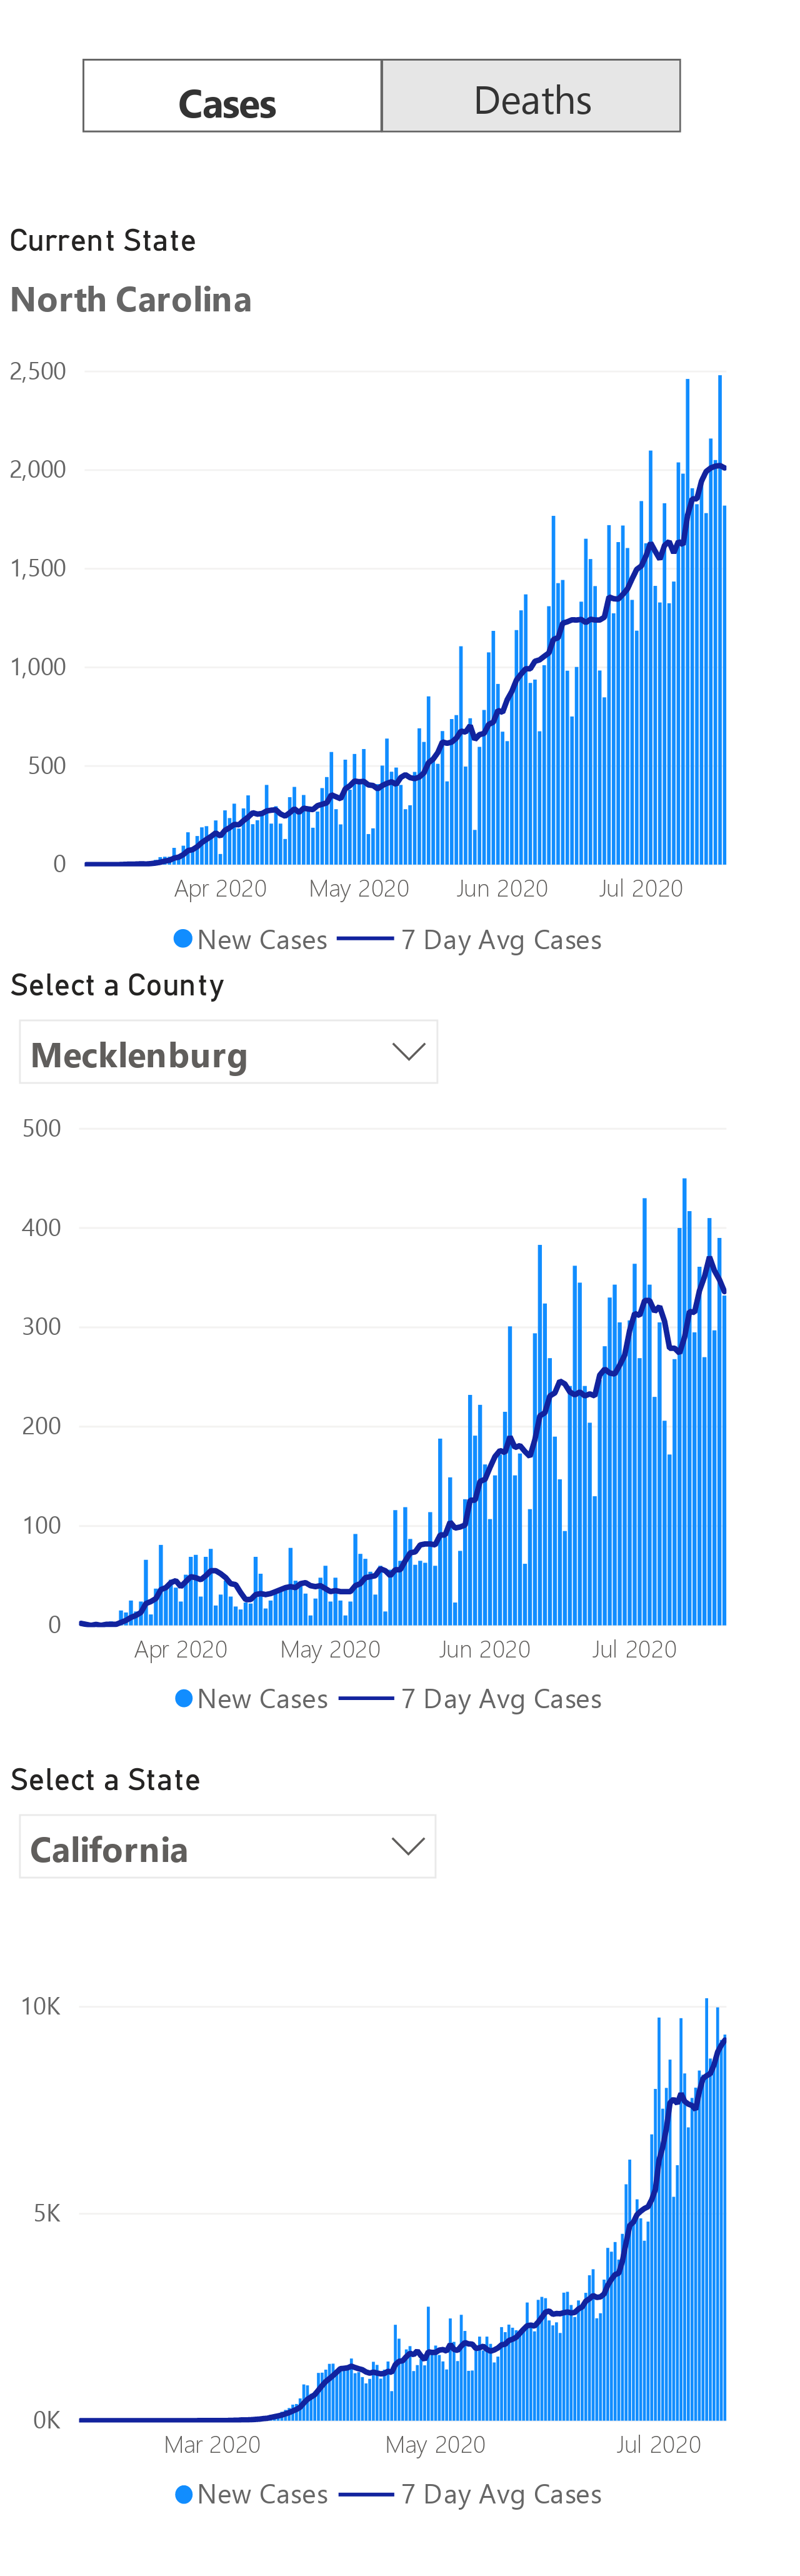 Cases Deaths
Current State
North Carolina
2,500
2,000
1,500
1,000
500
0
Apr 2020 May 2020 Jun 2020 Jul 2020
New Cases 7 Day Avg Cases
Select a County
Mecklenburg
500
400
300
200
100
0
Apr 2020 May 2020 Jun 2020 Jul 2020
New Cases 7 Day Avg Cases
Select a State
California
10K
5K
0K
Mar 2020 May 2020 Jul 2020
New Cases 7 Day Avg Cases